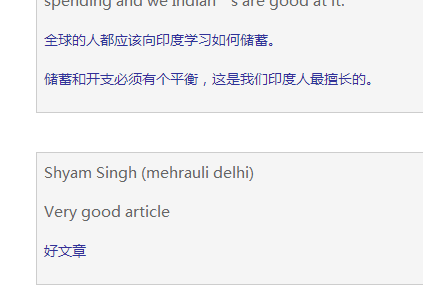 spending and we Indian ' s are good at it.
全球的人都应该向印度学习如何储蓄。
储蓄和开支必须有个平衡，这是我们印度人最擅长的。
Shyam Singh (mehrauli delhi)
Very good article
好文章